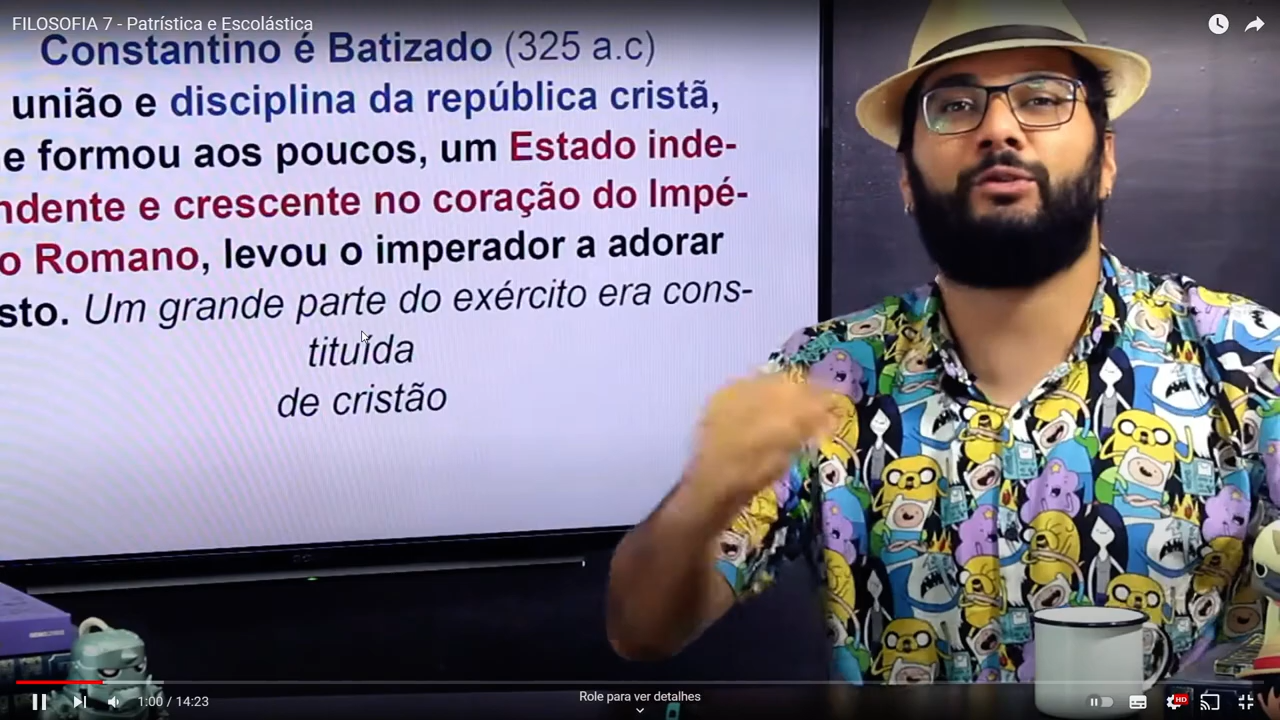 FILOSOFIA 7 - Patrística e Escolástica
Constantino é Batizado (325 a.c)
união e disciplina da república cristã,
e formou aos poucos, um Estado inde-
ndente e crescente no coração do Impé-
o Romano, levou o imperador a adorar
sto. Um grande parte do exército era cons-
tituída
de cristão
1:00 / 14:23
Role para ver detalhes
HD